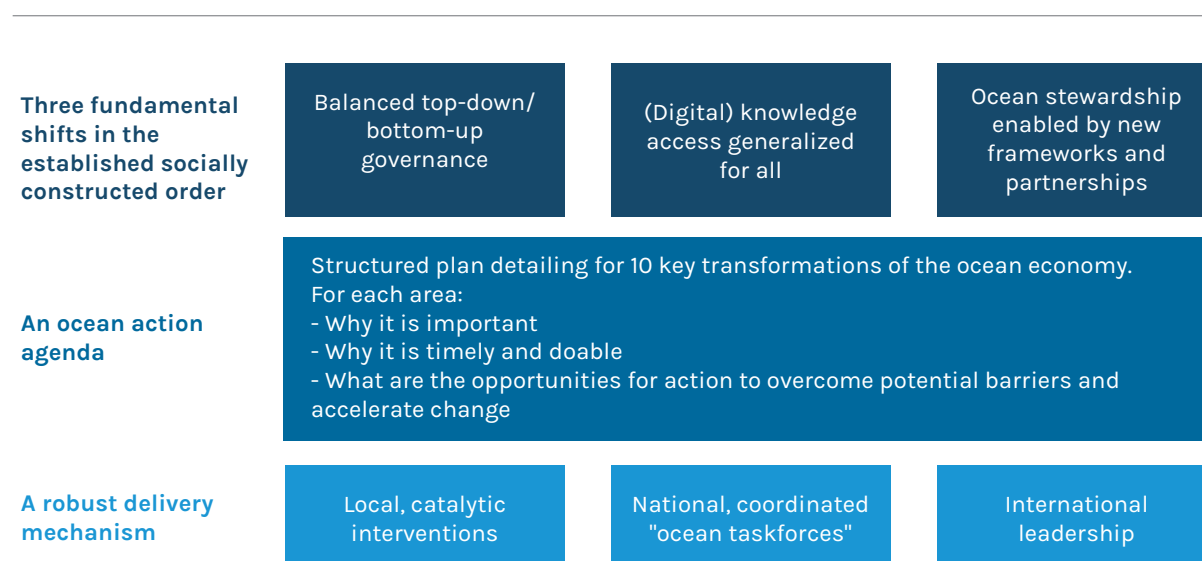 Three fundamental
shifts in the
established socially
constructed order
Balanced top-down/
bottom-up
governance
(Digital) knowledge
access generalized
for all
Ocean stewardship
enabled by new
frameworks and
partnerships
An ocean action
agenda
Structured plan detailing for 10 key transformations of the ocean economy.
For each area:
- Why it is important
- Why it is timely and doable
- What are the opportunities for action to overcome potential barriers and
accelerate change
A robust delivery
mechanism
Local, catalytic
interventions
National, coordinated
"ocean taskforces"
International
leadership